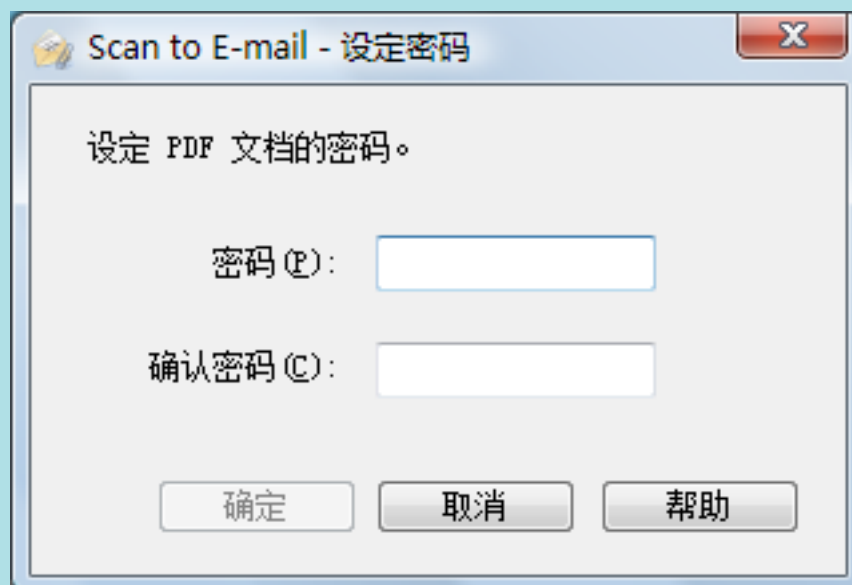 Scan to E-mail - 设定密码
设定 PDF 文档的密码。
密码(P):
确认密码(C):
确定 取消 帮助